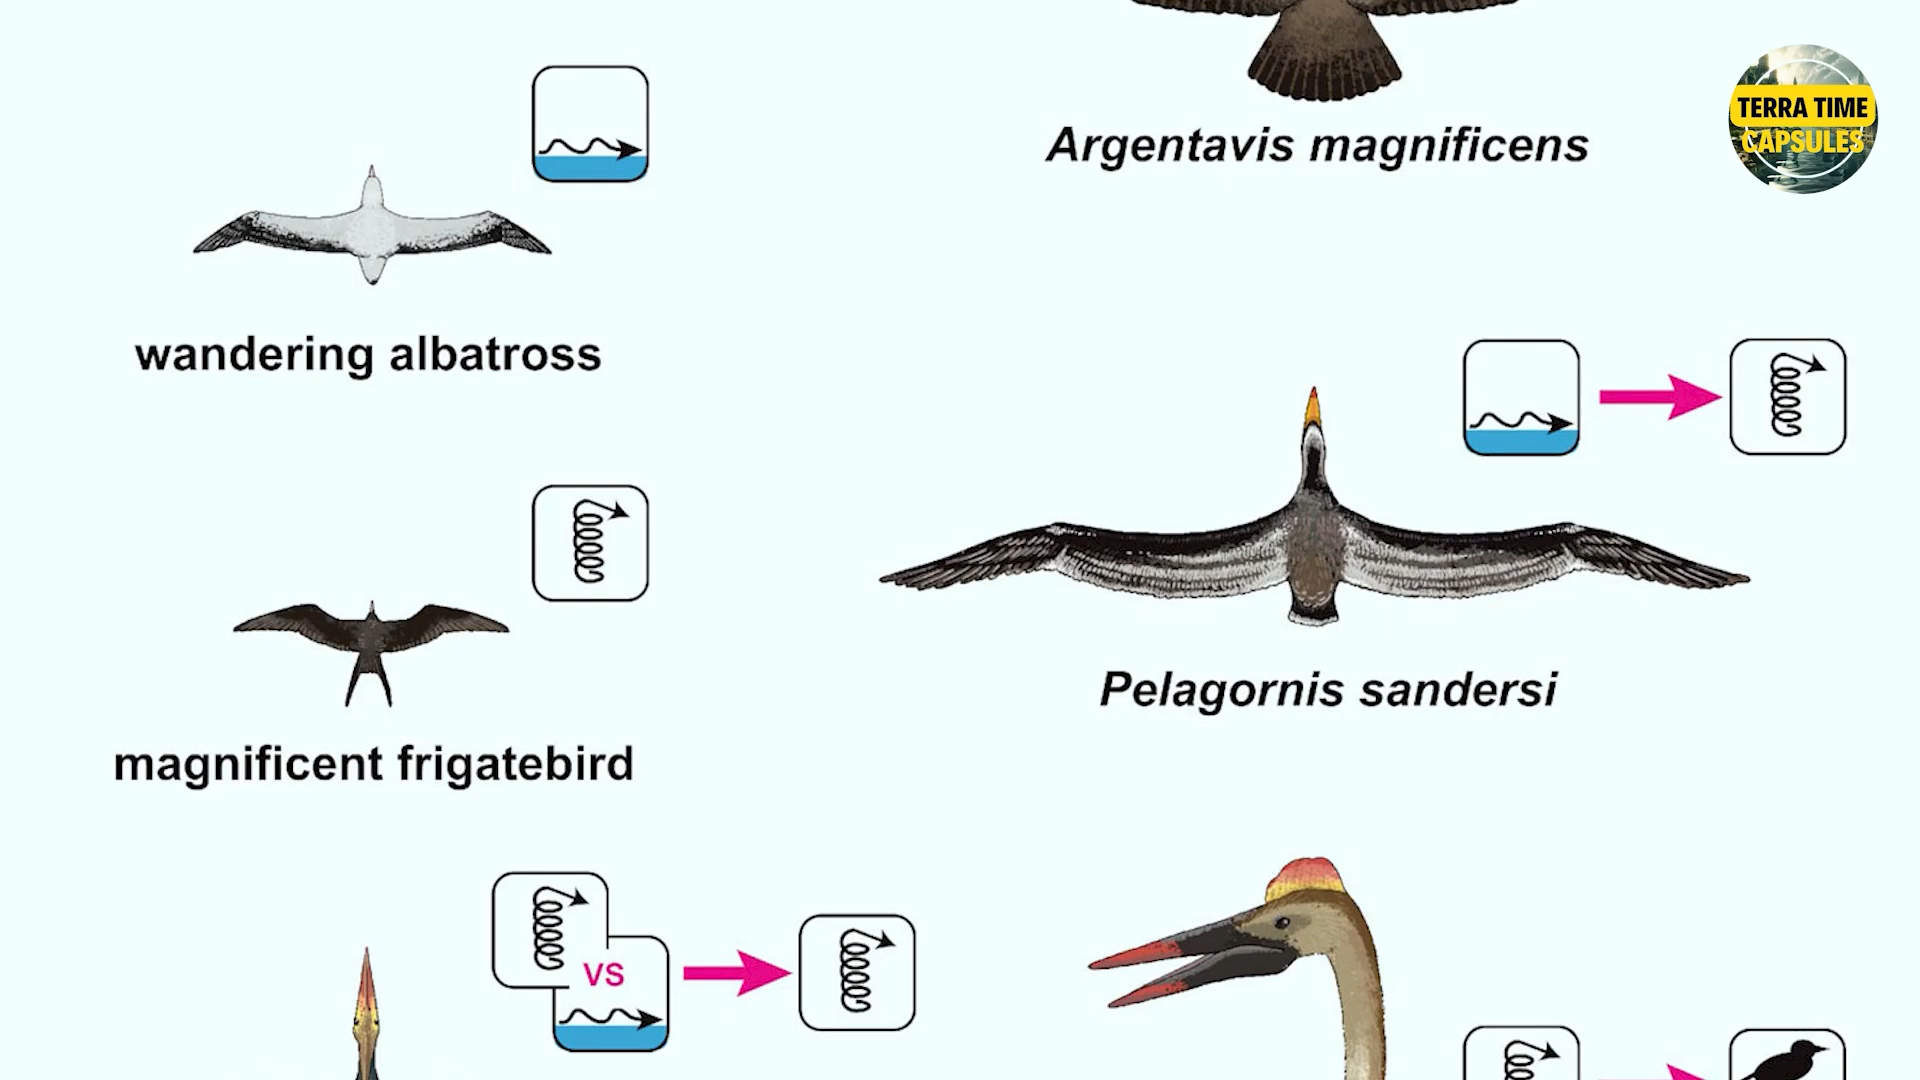 Argentavis magnificens
TERRA TIME
CAPSULES
wandering albatross
Pelagornis sandersi
magnificent frigatebird
VS